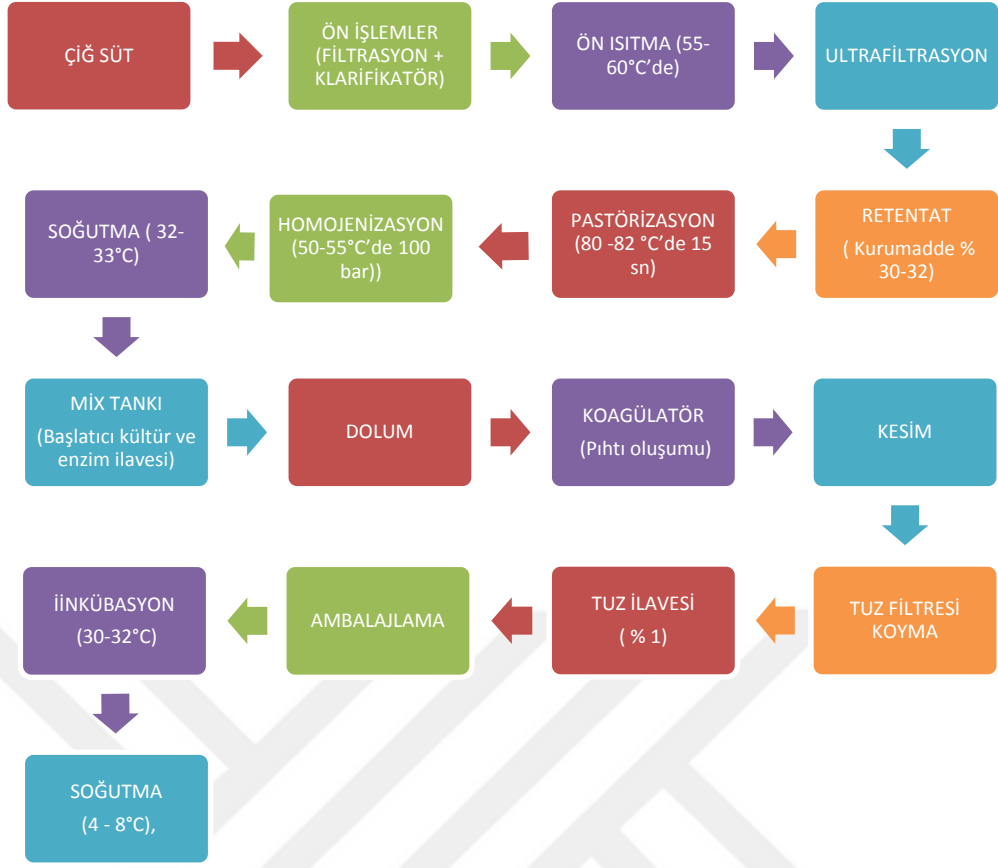 ÇİĞ SÜT
ÖN İŞLEMLER
(FİLTRASYON +
KLARİFİKATÖR)
ÖN ISITMA (55-
60°C’de)
ULTRAFİLTRASYON
RETENTAT
( Kurumadde %
30-32)
PASTÖRİZASYON
(80 -82 °C’de 15
sn)
HOMOJENİZASYON
(50-55°C’de 100
bar))
SOĞUTMA ( 32-
33°C)
MİX TANKI
(Başlatıcı kültür ve
enzim ilavesi)
DOLUM
KOAGÜLATÖR
(Pıhtı oluşumu)
KESİM
TUZ FİLTRESİ
KOYMA
TUZ İLAVESİ
( % 1)
AMBALAJLAMA
İİNKÜBASYON
(30-32°C)
SOĞUTMA
(4 - 8°C),